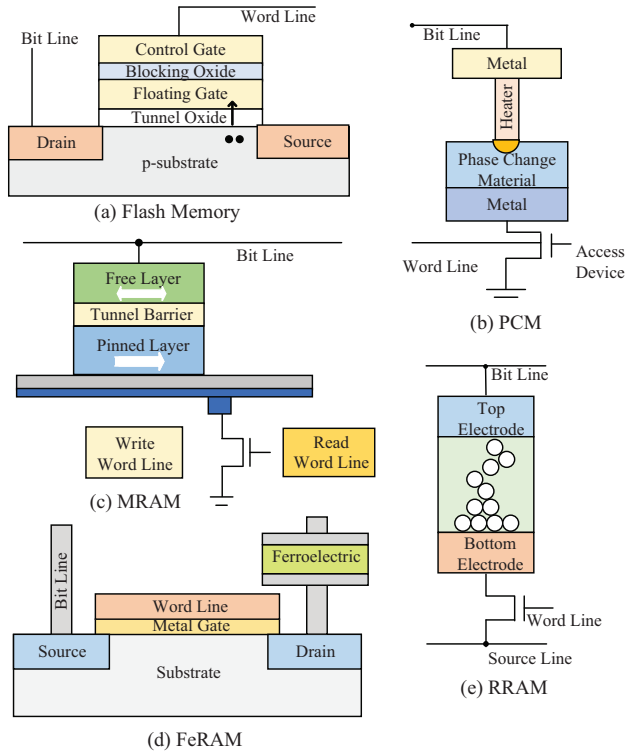 Word Line
Bit Line
Control Gate
Blocking Oxide
Floating Gate
Tunnel Oxide
Drain
Source
p-substrate
(a) Flash Memory
Bit Line
Metal
Heater
Phase Change
Material
Metal
Word Line
Access
Device
(b) PCM
Bit Line
Free Layer
Tunnel Barrier
Pinned Layer
Write
Word Line
Read
Word Line
(c) MRAM
Bit Line
Top
Electrode
Bottom
Electrode
Word Line
Source Line
(e) RRAM
Bit Line
Ferroelectric
Word Line
Metal Gate
Source
Drain
Substrate
(d) FeRAM